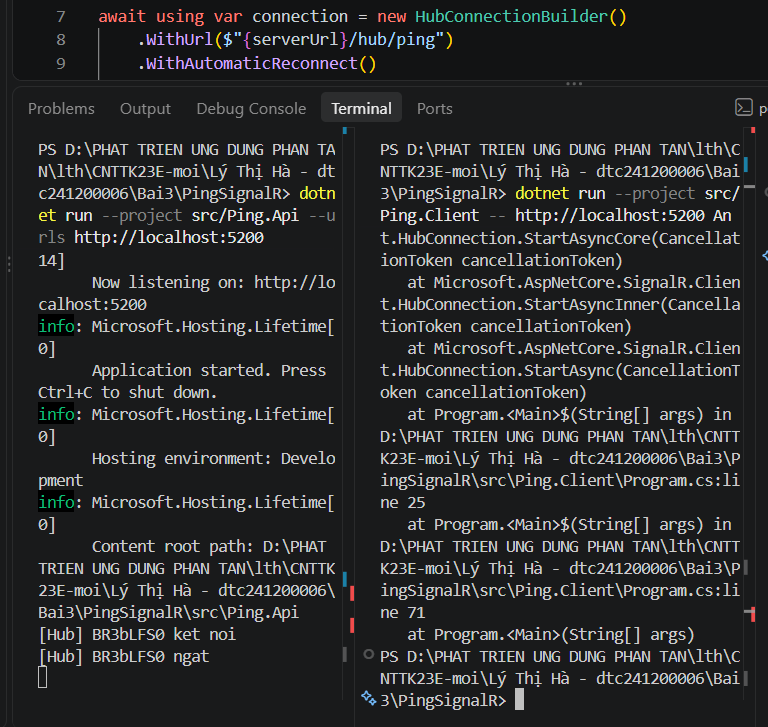 7 await using var connection = new HubConnectionBuilder()
8 .WithUrl($"{serverUrl}/hub/ping")
9 .WithAutomaticReconnect()
Problems Output Debug Console Terminal Ports
PS D:\PHAT TRIEN UNG DUNG PHAN TA
N\lth\CNTTK23E-moi\Lý Thị Hà - dt
c241200006\Bai3\PingSignalR> dotn
et run --project src/Ping.Api --u
rls http://localhost:5200
14]
Now listening on: http://lo
calhost:5200
info: Microsoft.Hosting.Lifetime[
0]
Application started. Press
Ctrl+C to shut down.
info: Microsoft.Hosting.Lifetime[
0]
Hosting environment: Develo
pment
info: Microsoft.Hosting.Lifetime[
0]
Content root path: D:\PHAT
TRIEN UNG DUNG PHAN TAN\lth\CNTTK
23E-moi\Lý Thị Hà - dtc241200006\
Bai3\PingSignalR\src\Ping.Api
[Hub] BR3bLFS0 ket noi
[Hub] BR3bLFS0 ngat
PS D:\PHAT TRIEN UNG DUNG PHAN TAN\lth\C
NTTK23E-moi\Lý Thị Hà - dtc241200006\Bai
3\PingSignalR> dotnet run --project src/
Ping.Client -- http://localhost:5200 An
t.HubConnection.StartAsyncCore(Cancellat
ionToken cancellationToken)
at Microsoft.AspNetCore.SignalR.Clien
t.HubConnection.StartAsyncInner(Cancella
tionToken cancellationToken)
at Microsoft.AspNetCore.SignalR.Clien
t.HubConnection.StartAsync(CancellationT
oken cancellationToken)
at Program.<Main>$(String[] args) in
D:\PHAT TRIEN UNG DUNG PHAN TAN\lth\CNTT
K23E-moi\Lý Thị Hà - dtc241200006\Bai3\P
ingSignalR\src\Ping.Client\Program.cs:li
ne 25
at Program.<Main>$(String[] args) in
D:\PHAT TRIEN UNG DUNG PHAN TAN\lth\CNTT
K23E-moi\Lý Thị Hà - dtc241200006\Bai3\P
ingSignalR\src\Ping.Client\Program.cs:li
ne 71
at Program.<Main>(String[] args)
PS D:\PHAT TRIEN UNG DUNG PHAN TAN\lth\C
NTTK23E-moi\Lý Thị Hà - dtc241200006\Bai
3\PingSignalR>